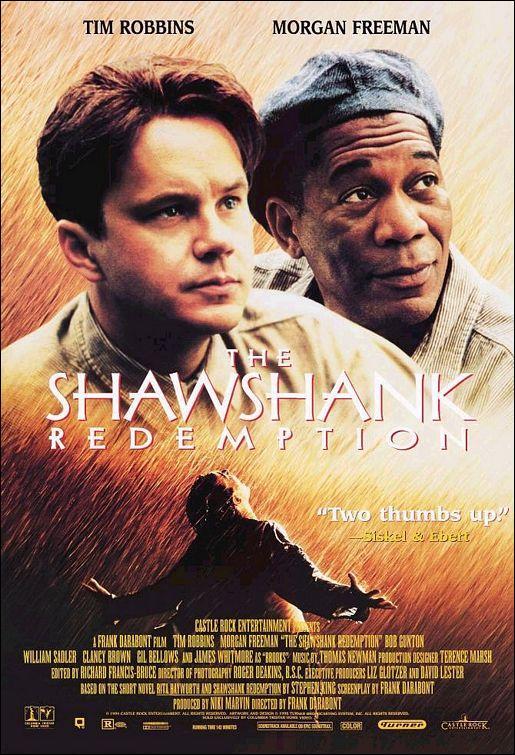 TIM ROBBINS MORGAN FREEMAN
THE
SHAWSHANK
REDEMPTION
"Two thumbs up."
—Siskel & Ebert
CASTLE ROCK ENTERTAINMENT PRESENTS
A FRANK DARABONT FILM TIM ROBBINS MORGAN FREEMAN "THE SHAWSHANK REDEMPTION" BOB GUNTON
WILLIAM SADLER CLANCY BROWN GIL BELLOWS AND JAMES WHITMORE AS "BROOKS" MUSIC BY THOMAS NEWMAN PRODUCTION DESIGNER TERENCE MARSH
EDITED BY RICHARD FRANCIS-BRUCE DIRECTOR OF PHOTOGRAPHY ROGER DEAKINS, B.S.C. EXECUTIVE PRODUCERS LIZ GLOTZER AND DAVID LESTER
BASED ON THE SHORT NOVEL RITA HAYWORTH AND SHAWSHANK REDEMPTION BY STEPHEN KING SCREENPLAY BY FRANK DARABONT
PRODUCED BY NIKI MARVIN DIRECTED BY FRANK DARABONT
R
COLOR
TURNER
CASTLE ROCK